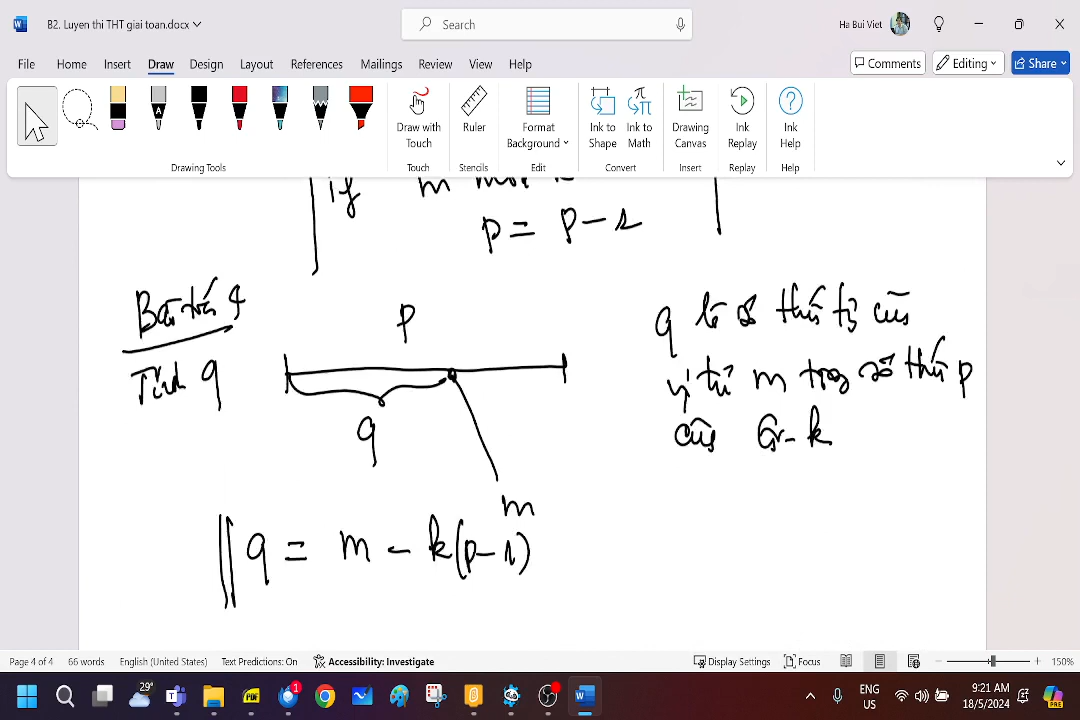 B2. Luyen thi THT giai toan.docx
Search
Ha Bui Viet
File Home Insert Draw Design Layout References Mailings Review View Help
Comments Editing Share
Draw with Touch
Ruler
Format Background
Ink to Shape
Ink to Math
Drawing Canvas
Ink Replay
Ink Help
Drawing Tools Touch Stencils Edit Convert Insert Replay Help
if m
p = p - 1
Bài toán 4
Tính q
p
q
m
q là số thứ tự của
vị trí m trong số thứ p
của Gr-k
q = m - k(p-1)
Page 4 of 4 66 words English (United States) Text Predictions: On Accessibility: Investigate Display Settings Focus 150%
29°
1
PDF
ENG
US
9:21 AM
18/5/2024
PRE